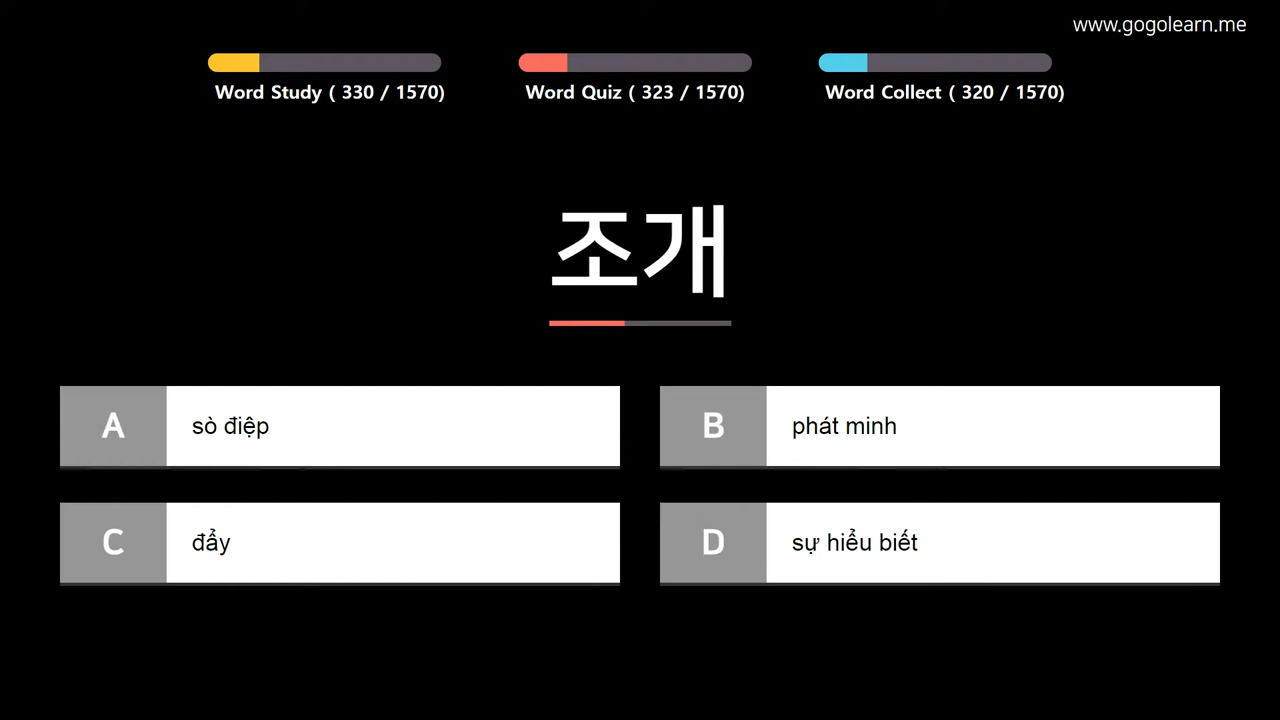 www.gogolearn.me
Word Study ( 330 / 1570)
Word Quiz ( 323 / 1570)
Word Collect ( 320 / 1570)
조개
A sò điệp
B phát minh
C đẩy
D sự hiểu biết